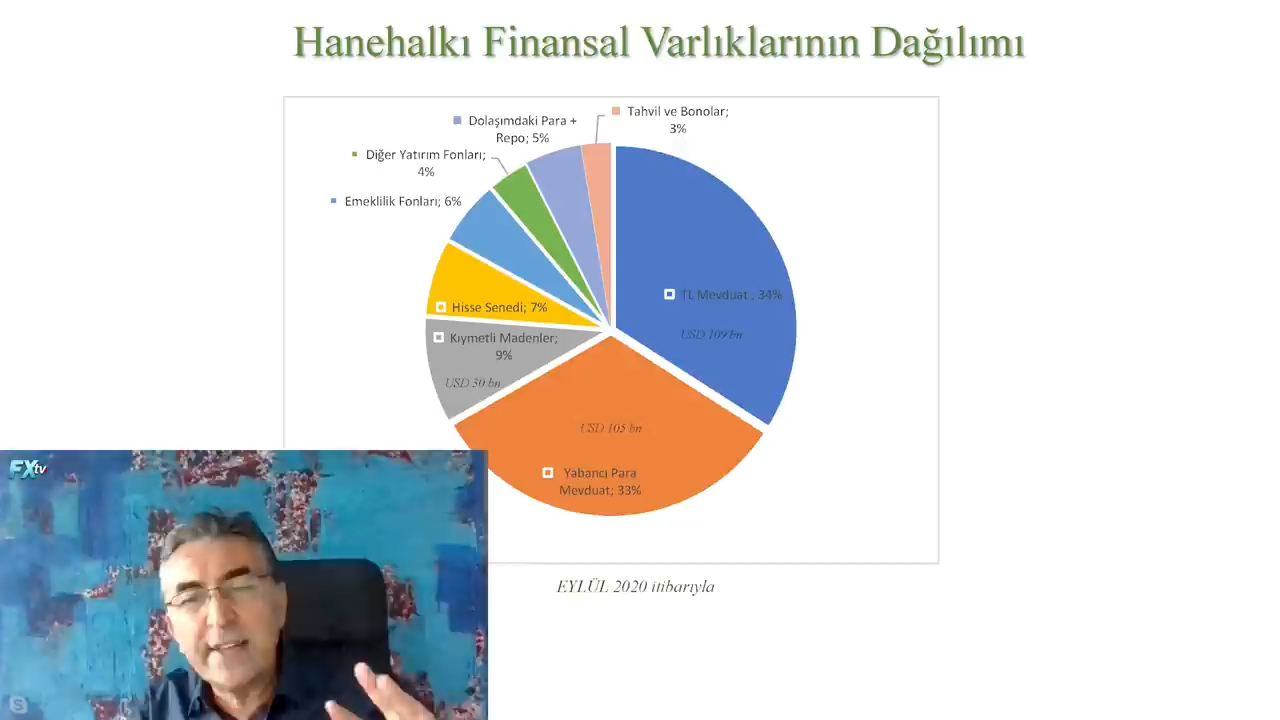 Hanehalkı Finansal Varlıklarının Dağılımı
Tahvil ve Bonolar;
3%
Dolaşımdaki Para +
Repo; 5%
Diğer Yatırım Fonları;
4%
Emeklilik Fonları; 6%
Hisse Senedi; 7%
Kıymetli Madenler;
9%
USD 30 bn
TL Mevduat , 34%
USD 109 bn
USD 105 bn
Yabancı Para
Mevduat; 33%
EYLÜL 2020 itibarıyla
FXtv